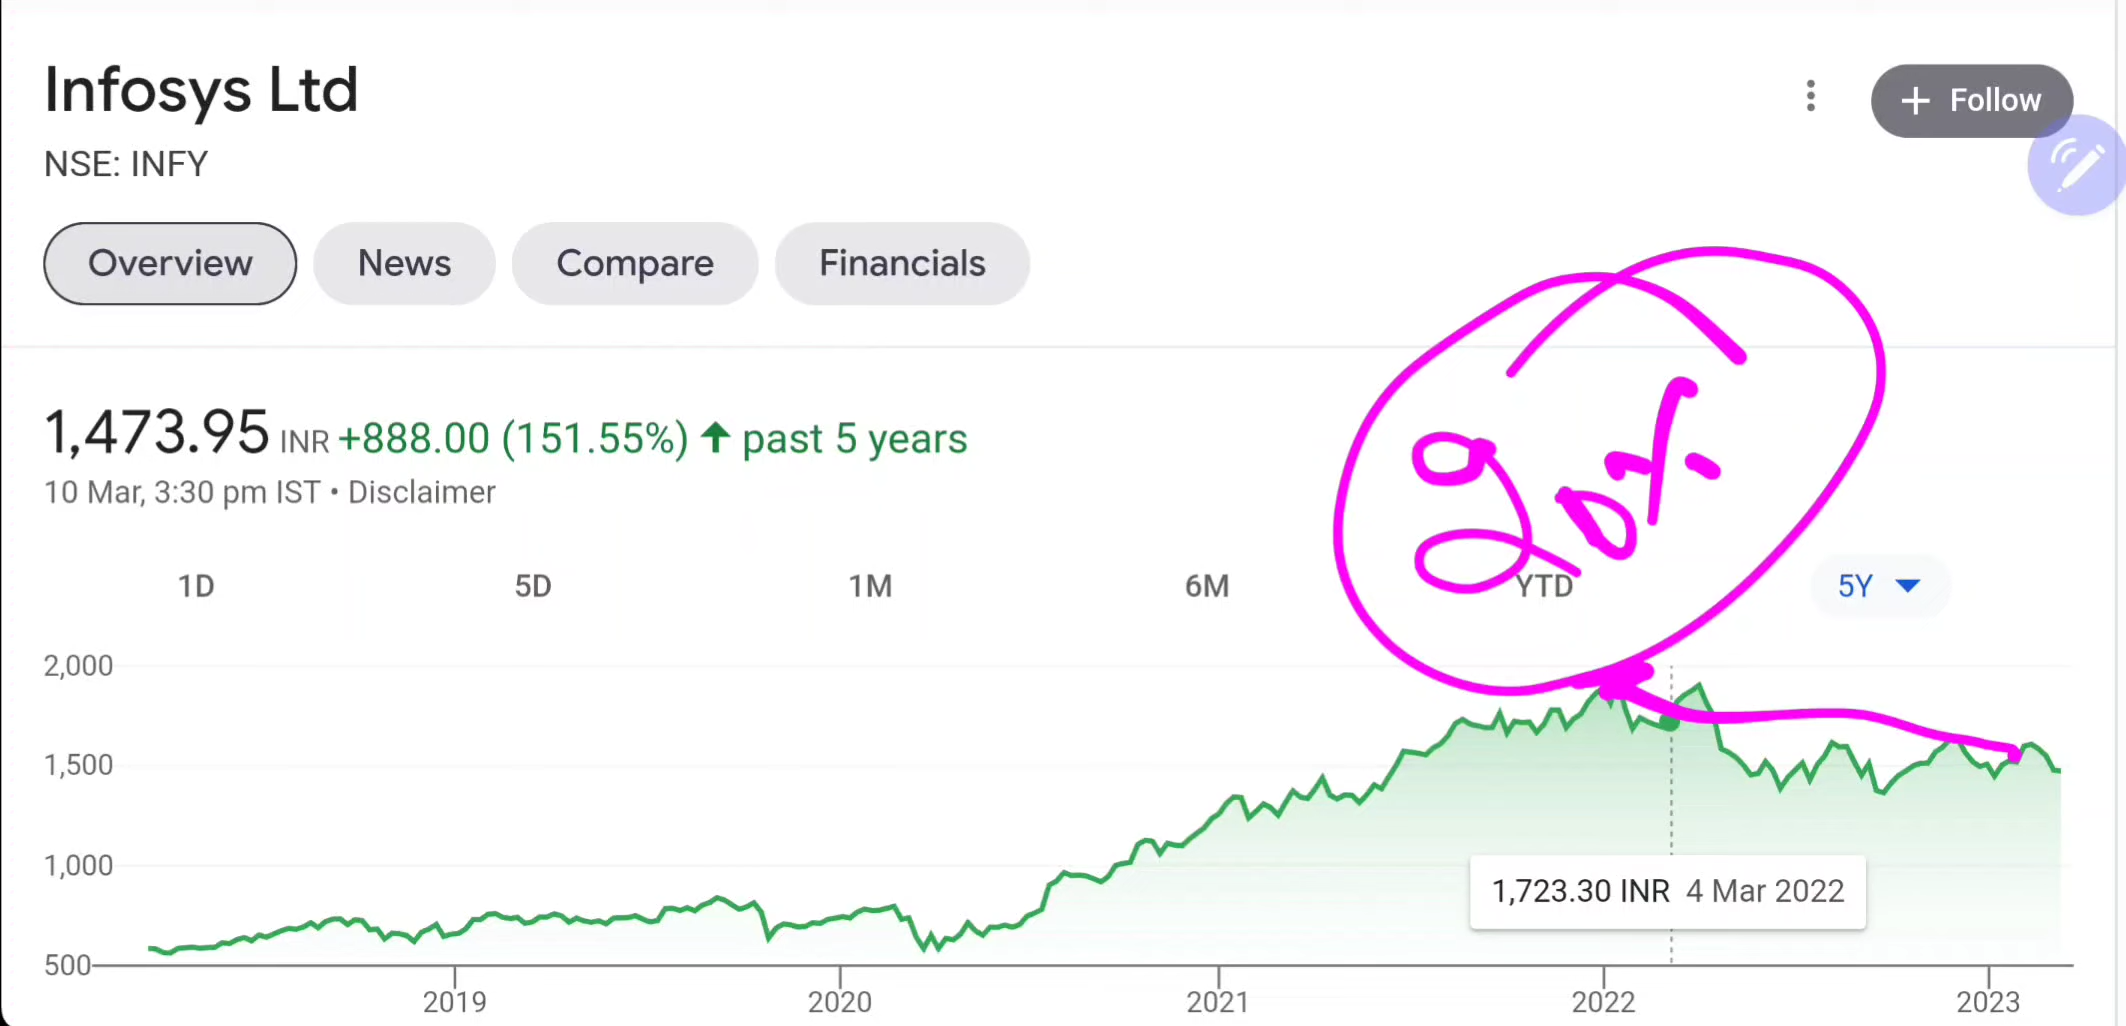 Infosys Ltd
+ Follow
NSE: INFY
Overview News Compare Financials
1,473.95 INR +888.00 (151.55%) ↑ past 5 years
10 Mar, 3:30 pm IST • Disclaimer
20%
1D 5D 1M 6M YTD 5Y
2,000
1,500
1,000
1,723.30 INR 4 Mar 2022
500
2019 2020 2021 2022 2023